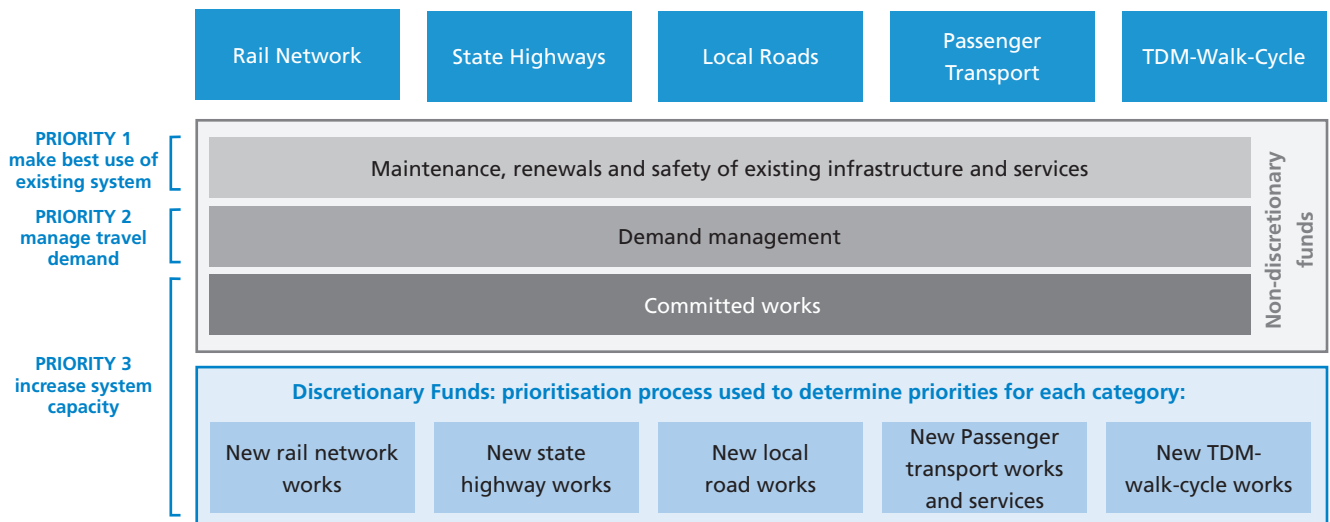 Rail Network
State Highways
Local Roads
Passenger
Transport
TDM-Walk-Cycle
PRIORITY 1
make best use of
existing system
Maintenance, renewals and safety of existing infrastructure and services
PRIORITY 2
manage travel
demand
Demand management
Committed works
Non-discretionary
funds
PRIORITY 3
increase system
capacity
Discretionary Funds: prioritisation process used to determine priorities for each category:
New rail network
works
New state
highway works
New local
road works
New Passenger
transport works
and services
New TDM-
walk-cycle works